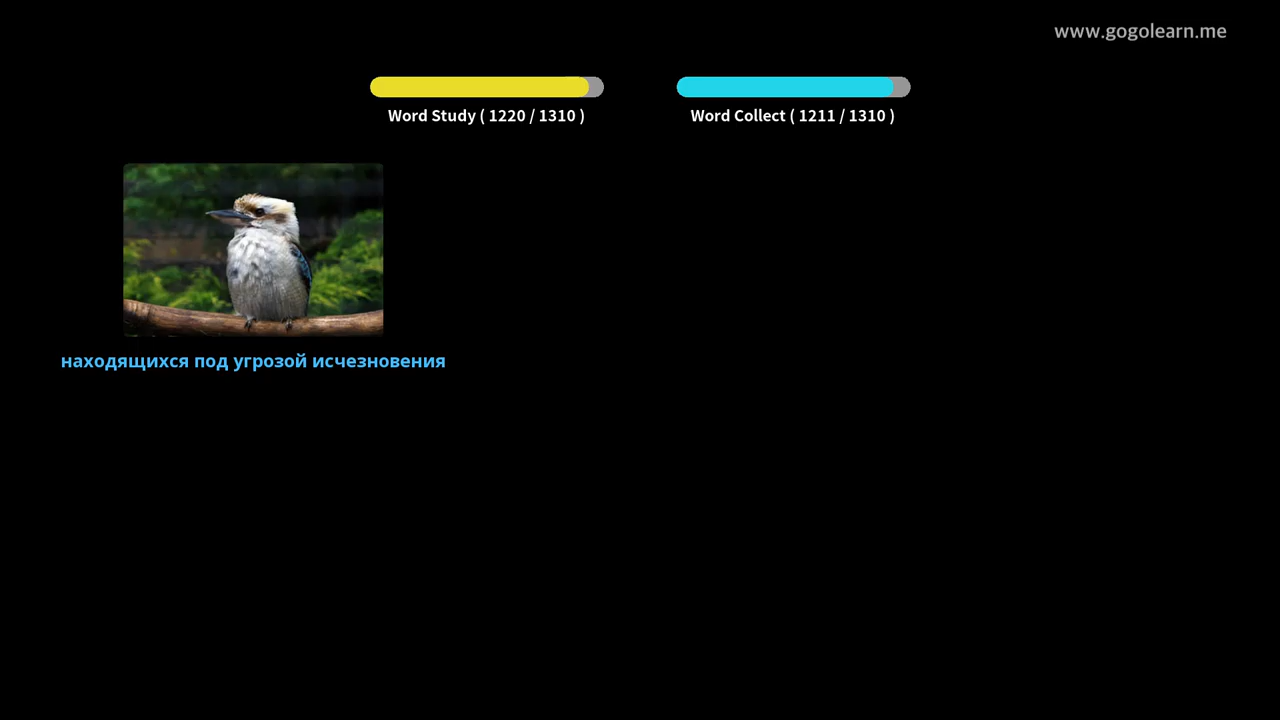 www.gogolearn.me
Word Study ( 1220 / 1310 )
Word Collect ( 1211 / 1310 )
находящихся под угрозой исчезновения